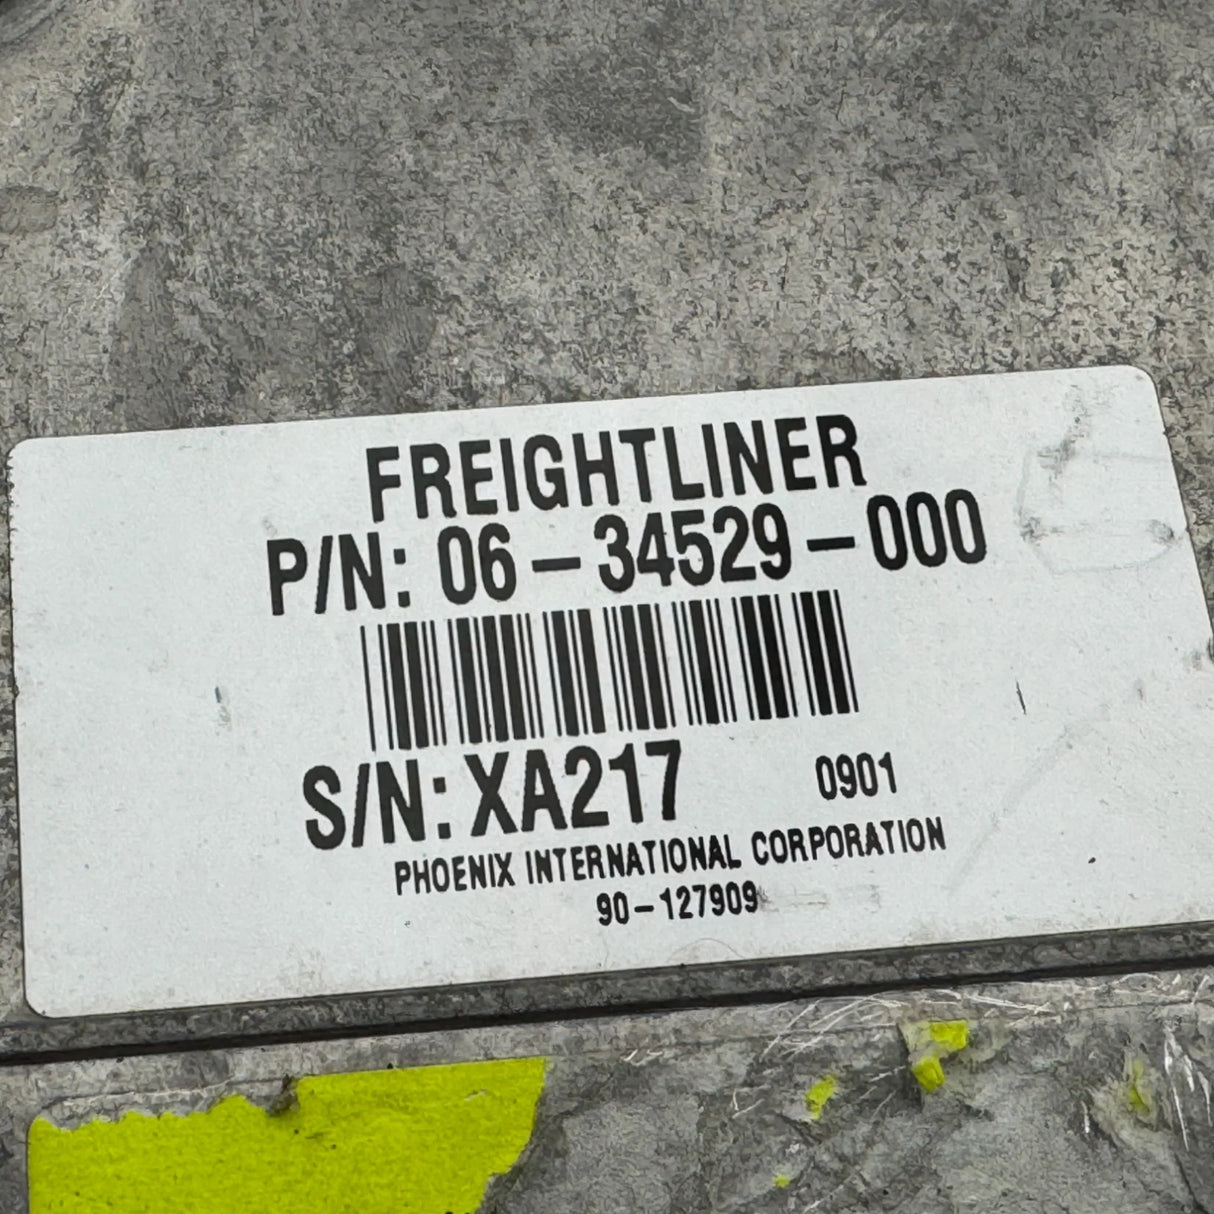 FREIGHTLINER
P/N: 06-34529-000
S/N: XA217 0901
PHOENIX INTERNATIONAL CORPORATION
90-127909